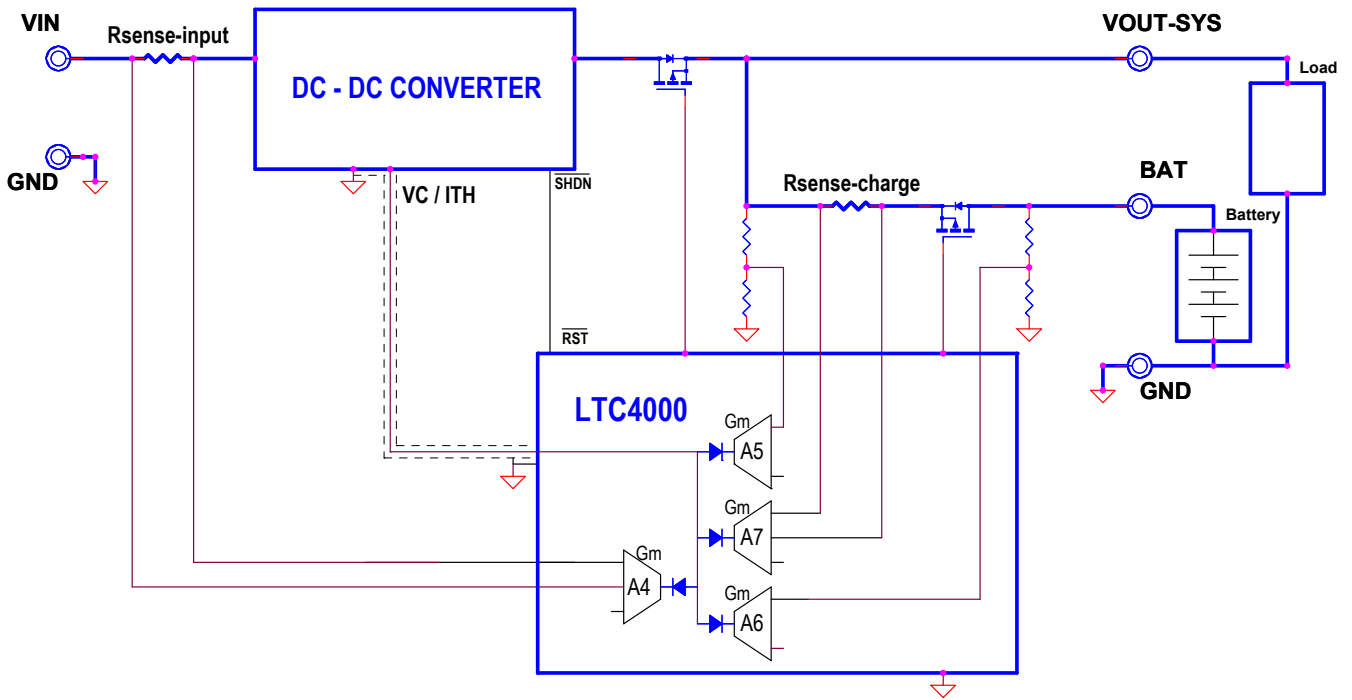 VIN
Rsense-input
VOUT-SYS
Load
DC - DC CONVERTER
GND
VC / ITH
SHDN
Rsense-charge
BAT
Battery
RST
GND
LTC4000
Gm
A5
Gm
A7
Gm
A4
Gm
A6